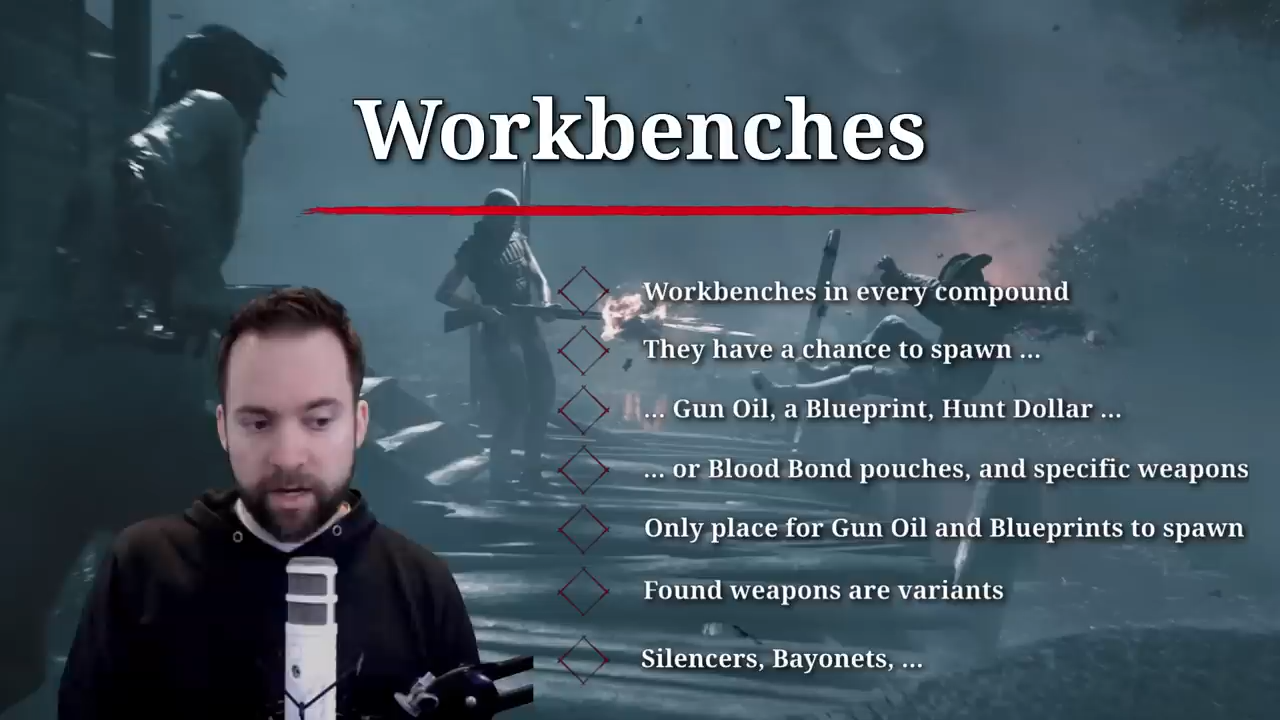 Workbenches
Workbenches in every compound
They have a chance to spawn ...
... Gun Oil, a Blueprint, Hunt Dollar ...
... or Blood Bond pouches, and specific weapons
Only place for Gun Oil and Blueprints to spawn
Found weapons are variants
Silencers, Bayonets, ...